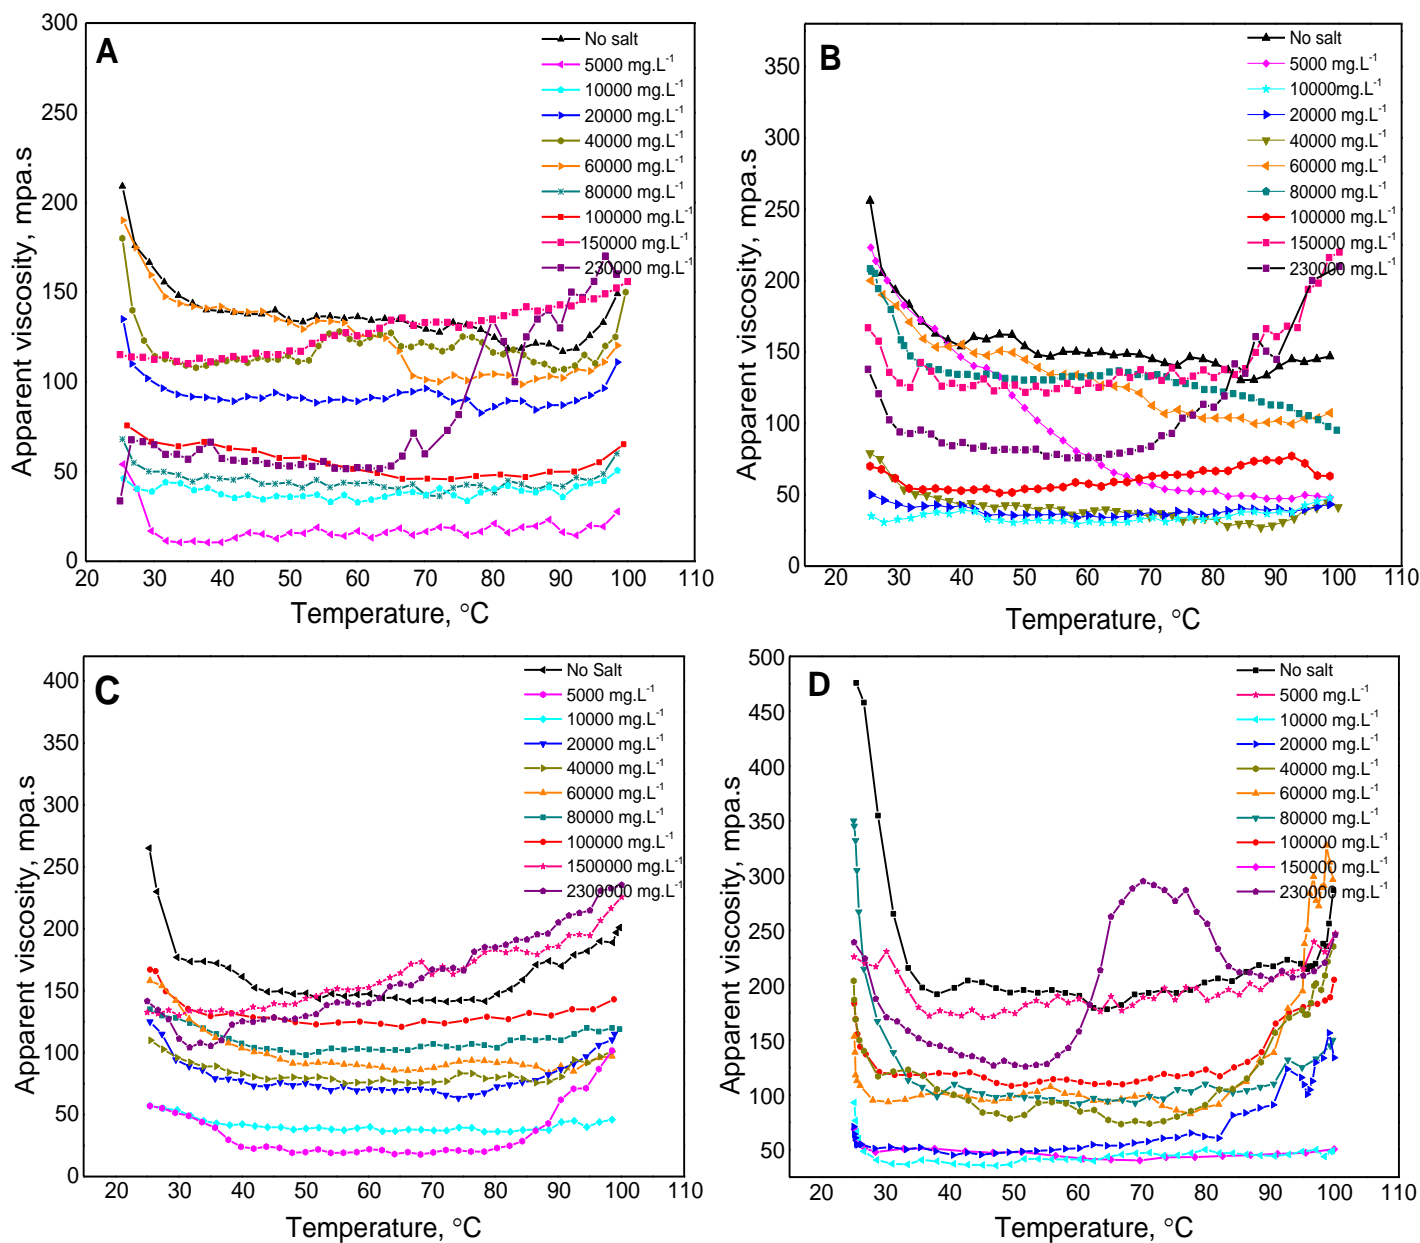 A
300
250
200
150
100
50
0
20 30 40 50 60 70 80 90 100 110
Apparent viscosity, mpa.s
Temperature, °C
No salt
5000 mg.L-1
10000 mg.L-1
20000 mg.L-1
40000 mg.L-1
60000 mg.L-1
80000 mg.L-1
100000 mg.L-1
150000 mg.L-1
230000 mg.L-1
B
350
300
250
200
150
100
50
0
20 30 40 50 60 70 80 90 100 110
Apparent viscosity, mpa.s
Temperature, °C
No salt
5000 mg.L-1
10000mg.L-1
20000 mg.L-1
40000 mg.L-1
60000 mg.L-1
80000 mg.L-1
100000 mg.L-1
150000 mg.L-1
230000 mg.L-1
C
400
350
300
250
200
150
100
50
0
20 30 40 50 60 70 80 90 100 110
Apparent viscosity, mpa.s
Temperature, °C
No Salt
5000 mg.L-1
10000 mg.L-1
20000 mg.L-1
40000 mg.L-1
60000 mg.L-1
80000 mg.L-1
100000 mg.L-1
1500000 mg.L-1
2300000 mg.L-1
D
500
450
400
350
300
250
200
150
100
50
20 30 40 50 60 70 80 90 100 110
Apparent viscosity, mpa.s
Temperature, °C
No salt
5000 mg.L-1
10000 mg.L-1
20000 mg.L-1
40000 mg.L-1
60000 mg.L-1
80000 mg.L-1
100000 mg.L-1
150000 mg.L-1
230000 mg.L-1